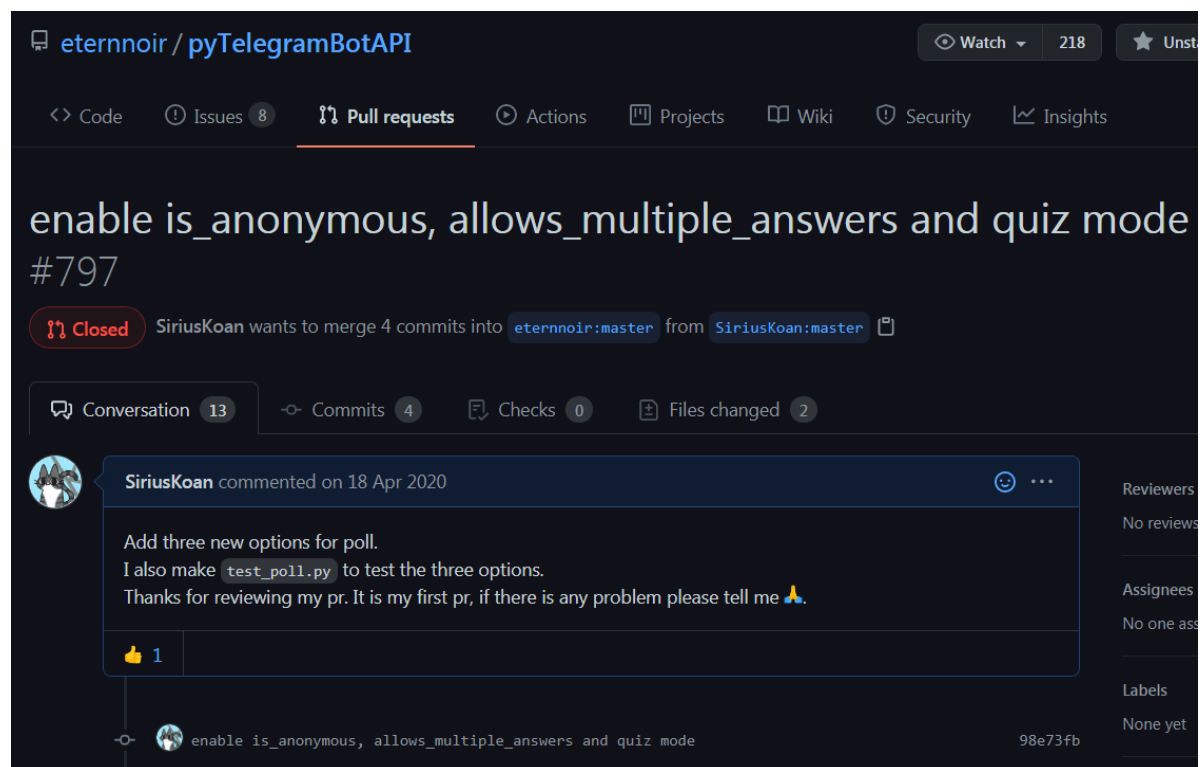 eternnoir / pyTelegramBotAPI
Watch 218
Code Issues 8 Pull requests Actions Projects Wiki Security Insights
enable is_anonymous, allows_multiple_answers and quiz mode
#797
Closed SiriusKoan wants to merge 4 commits into eternnoir:master from SiriusKoan:master
Conversation 13 Commits 4 Checks 0 Files changed 2
SiriusKoan commented on 18 Apr 2020
Reviewers
No reviews
Add three new options for poll.
I also make test_poll.py to test the three options.
Thanks for reviewing my pr. It is my first pr, if there is any problem please tell me 🙏.
Assignees
No one
👍 1
Labels
None yet
enable is_anonymous, allows_multiple_answers and quiz mode 98e73fb